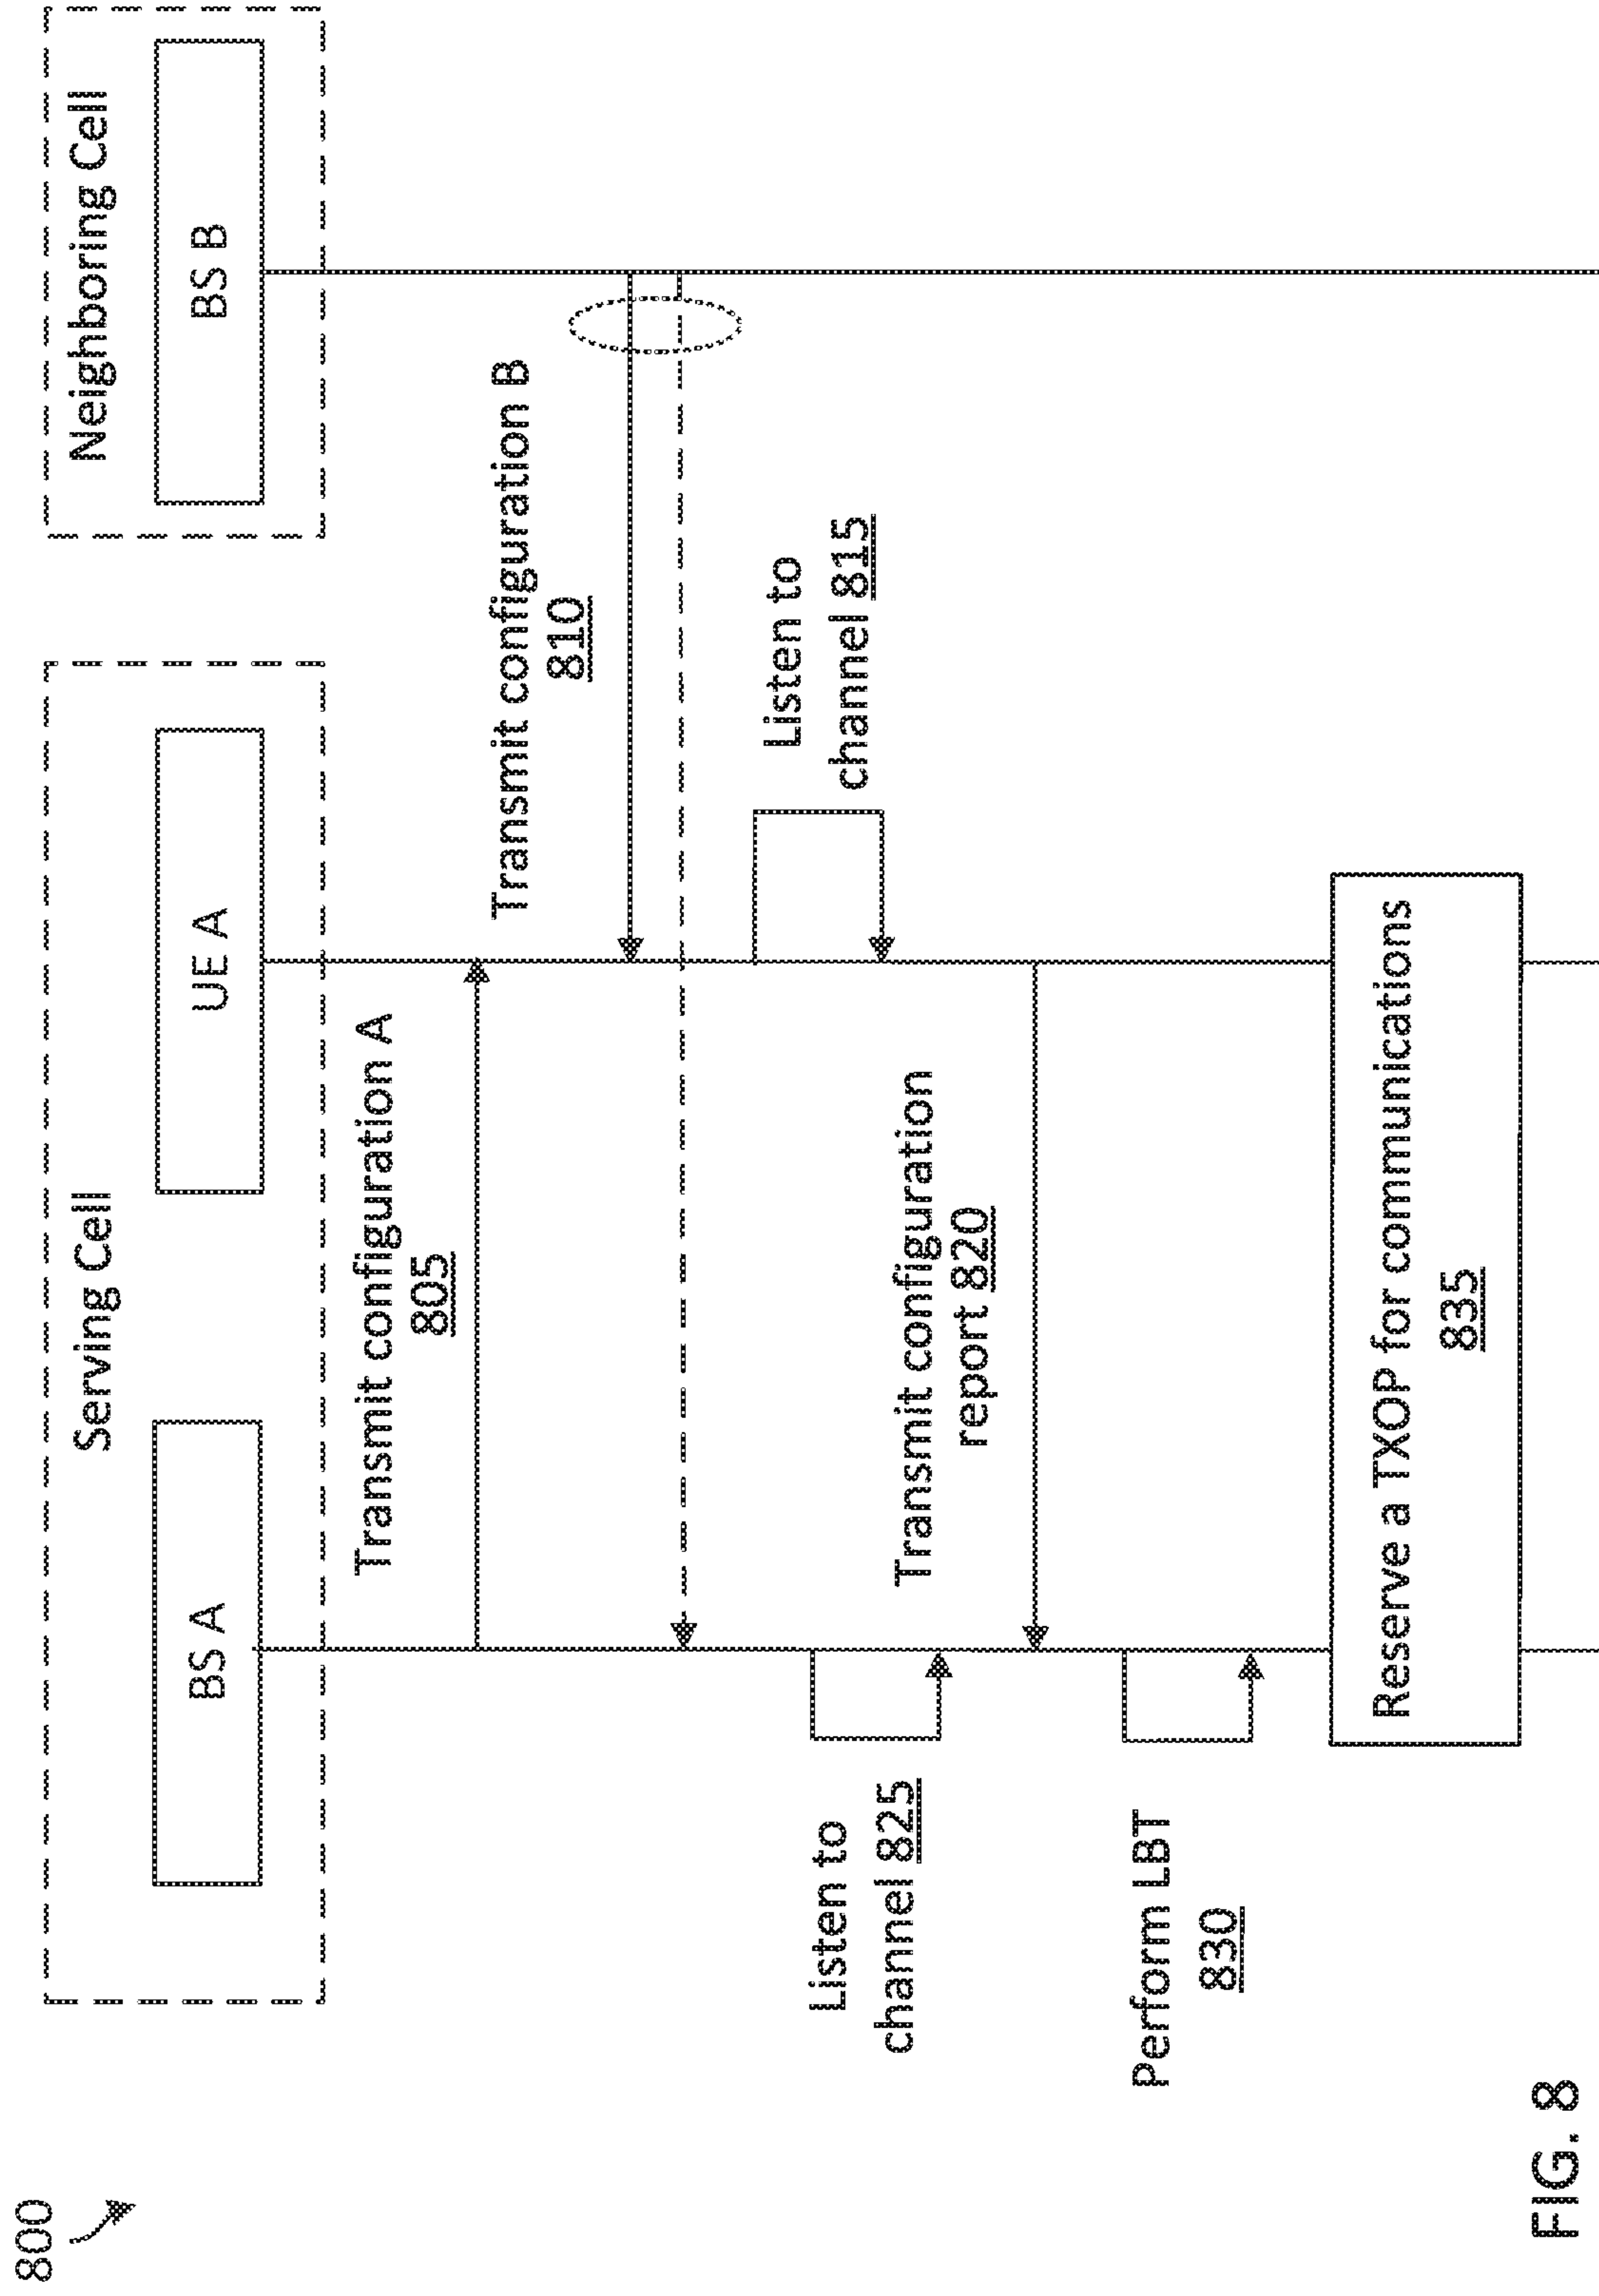 800
Serving Cell
Neighboring Cell
BS A
UE A
BS B
Transmit configuration A
805
Transmit configuration B
810
Listen to
channel 815
Listen to
channel 825
Transmit configuration
report 820
Perform LBT
830
Reserve a TXOP for communications
835
FIG. 8